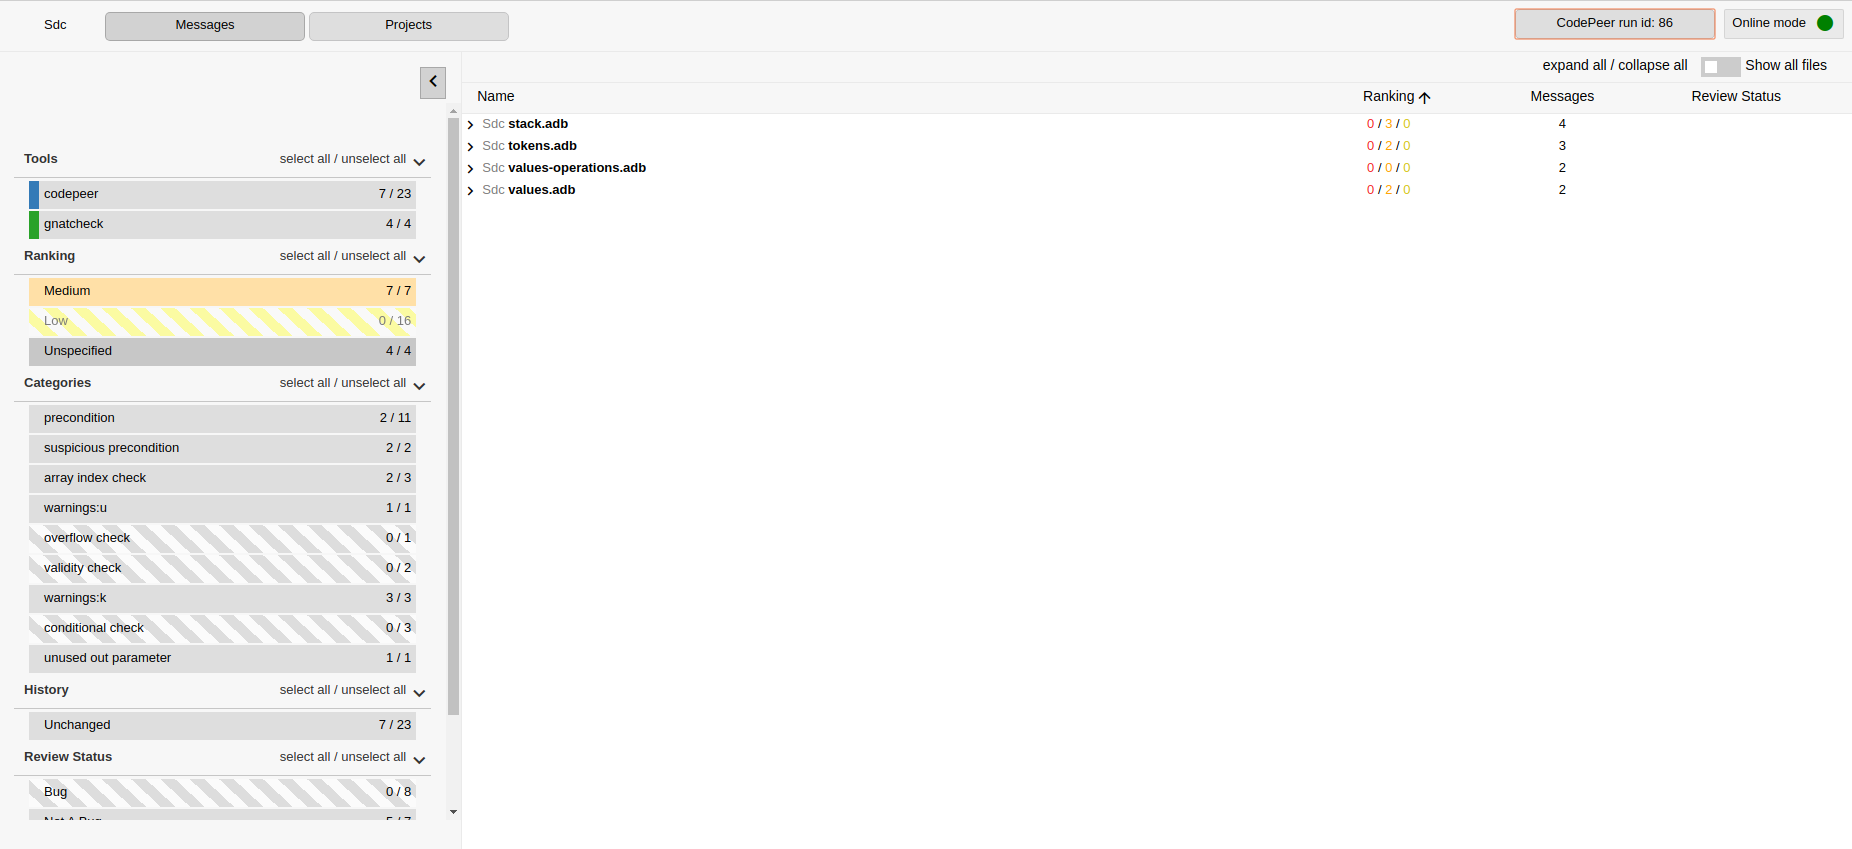 Sdc Messages Projects CodePeer run id: 86 Online mode
expand all / collapse all Show all files
Name Ranking Messages Review Status
Sdc stack.adb 0 / 3 / 0 4
Sdc tokens.adb 0 / 2 / 0 3
Sdc values-operations.adb 0 / 0 / 0 2
Sdc values.adb 0 / 2 / 0 2
Tools select all / unselect all
codepeer 7 / 23
gnatcheck 4 / 4
Ranking select all / unselect all
Medium 7 / 7
Low 0 / 16
Unspecified 4 / 4
Categories select all / unselect all
precondition 2 / 11
suspicious precondition 2 / 2
array index check 2 / 3
warnings:u 1 / 1
overflow check 0 / 1
validity check 0 / 2
warnings:k 3 / 3
conditional check 0 / 3
unused out parameter 1 / 1
History select all / unselect all
Unchanged 7 / 23
Review Status select all / unselect all
Bug 0 / 8
Not A Bug 5 / 7